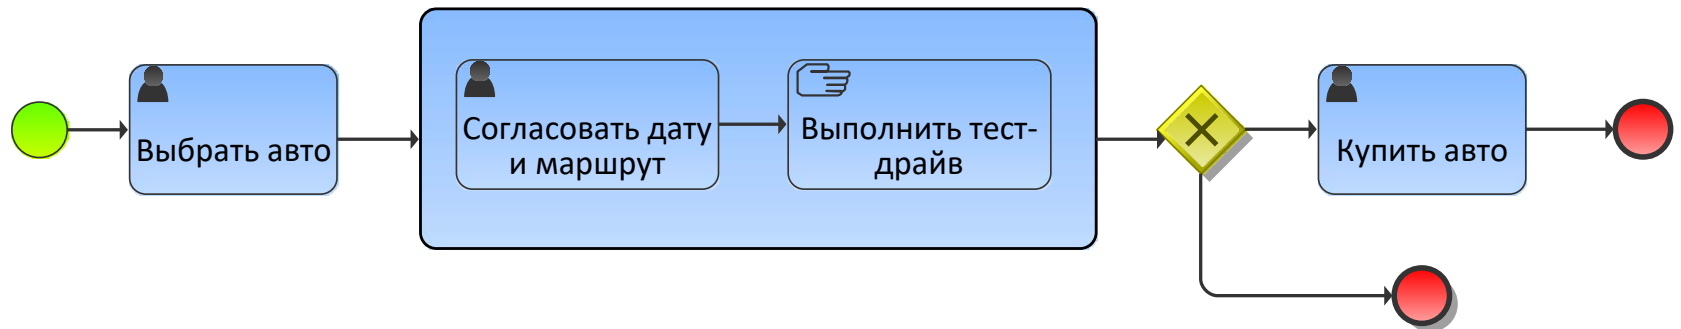 Выбрать авто
Согласовать дату
и маршрут
Выполнить тест-
драйв
Купить авто